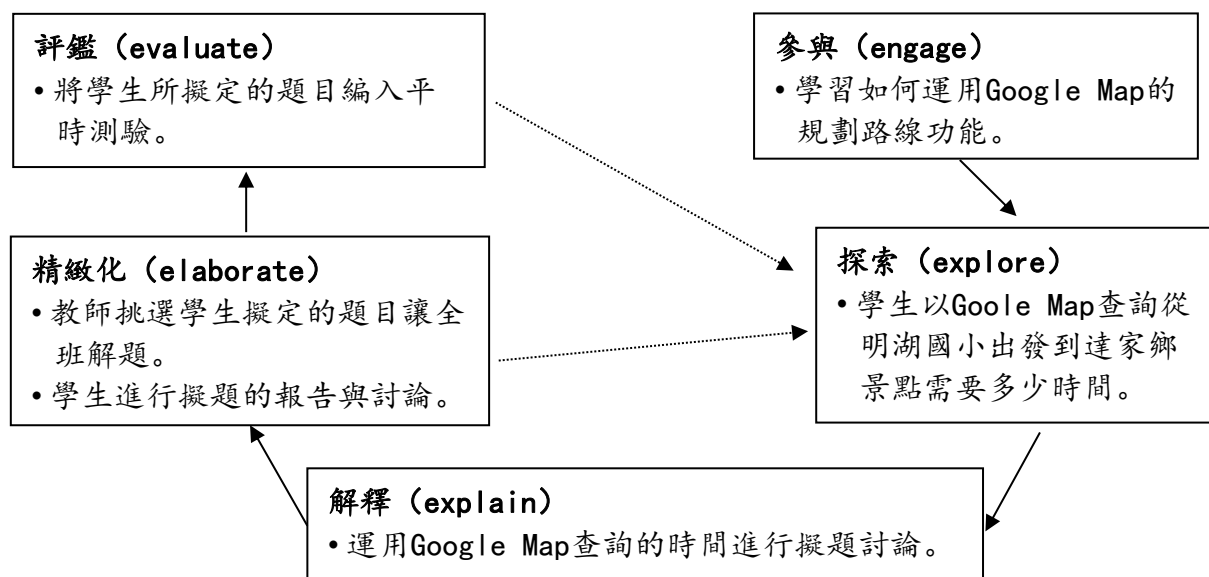 評鑑（evaluate）
•將學生所擬定的題目編入平
時測驗。
參與（engage）
•學習如何運用Google Map的
規劃路線功能。
精緻化（elaborate）
•教師挑選學生擬定的題目讓全
班解題。
•學生進行擬題的報告與討論。
探索（explore）
•學生以Goole Map查詢從
明湖國小出發到達家鄉
景點需要多少時間。
解釋（explain）
•運用Google Map查詢的時間進行擬題討論。